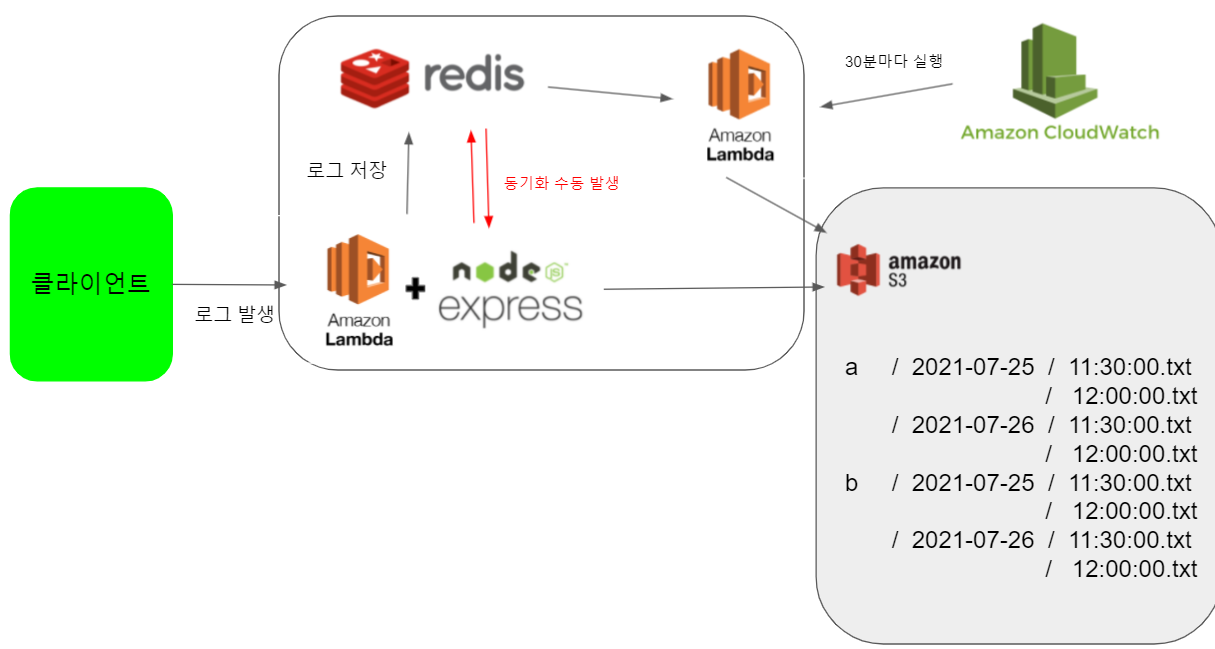 redis
Amazon
Lambda
30분마다 실행
Amazon CloudWatch
로그 저장
동기화 수동 발생
클라이언트
로그 발생
Amazon
Lambda
+
node JS
express
amazon
S3
a / 2021-07-25 / 11:30:00.txt
/ 12:00:00.txt
/ 2021-07-26 / 11:30:00.txt
/ 12:00:00.txt
b / 2021-07-25 / 11:30:00.txt
/ 12:00:00.txt
/ 2021-07-26 / 11:30:00.txt
/ 12:00:00.txt